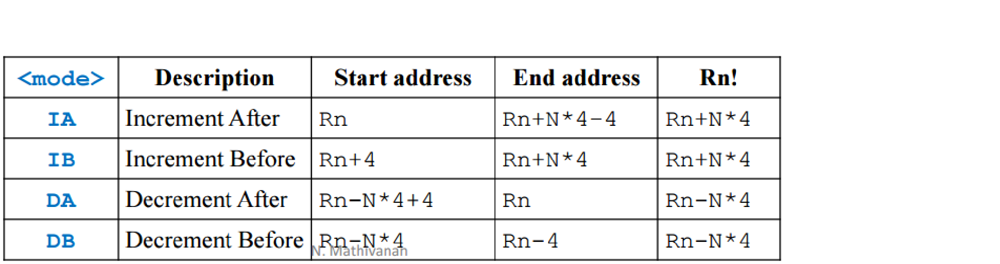 <mode> Description Start address End address Rn!
IA Increment After Rn Rn+N*4-4 Rn+N*4
IB Increment Before Rn+4 Rn+N*4 Rn+N*4
DA Decrement After Rn-N*4+4 Rn Rn-N*4
DB Decrement Before Rn-N*4 Rn-4 Rn-N*4
N. Mathivanan